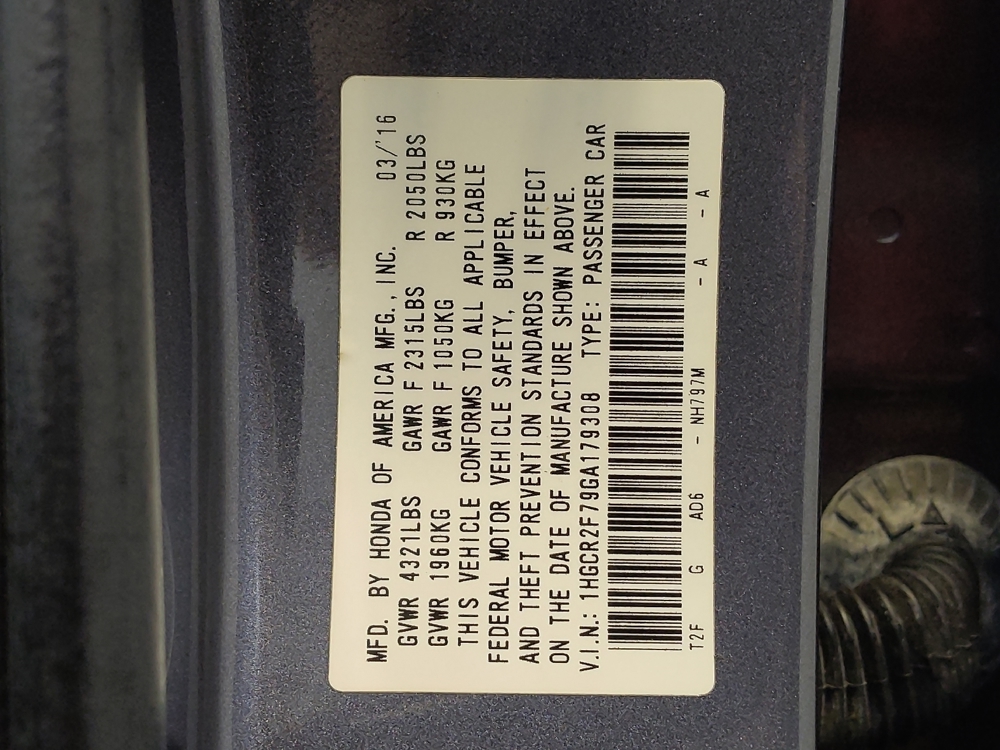 MFD. BY HONDA OF AMERICA MFG., INC. 03/'16
GVWR 4321LBS GAWR F 2315LBS R 2050LBS
GVWR 1960KG GAWR F 1050KG R 930KG
THIS VEHICLE CONFORMS TO ALL APPLICABLE
FEDERAL MOTOR VEHICLE SAFETY, BUMPER,
AND THEFT PREVENTION STANDARDS IN EFFECT
ON THE DATE OF MANUFACTURE SHOWN ABOVE.
V.I.N.: 1HGCR2F79GA179308 TYPE: PASSENGER CAR
T2F G AD6 - NH797M - A - A